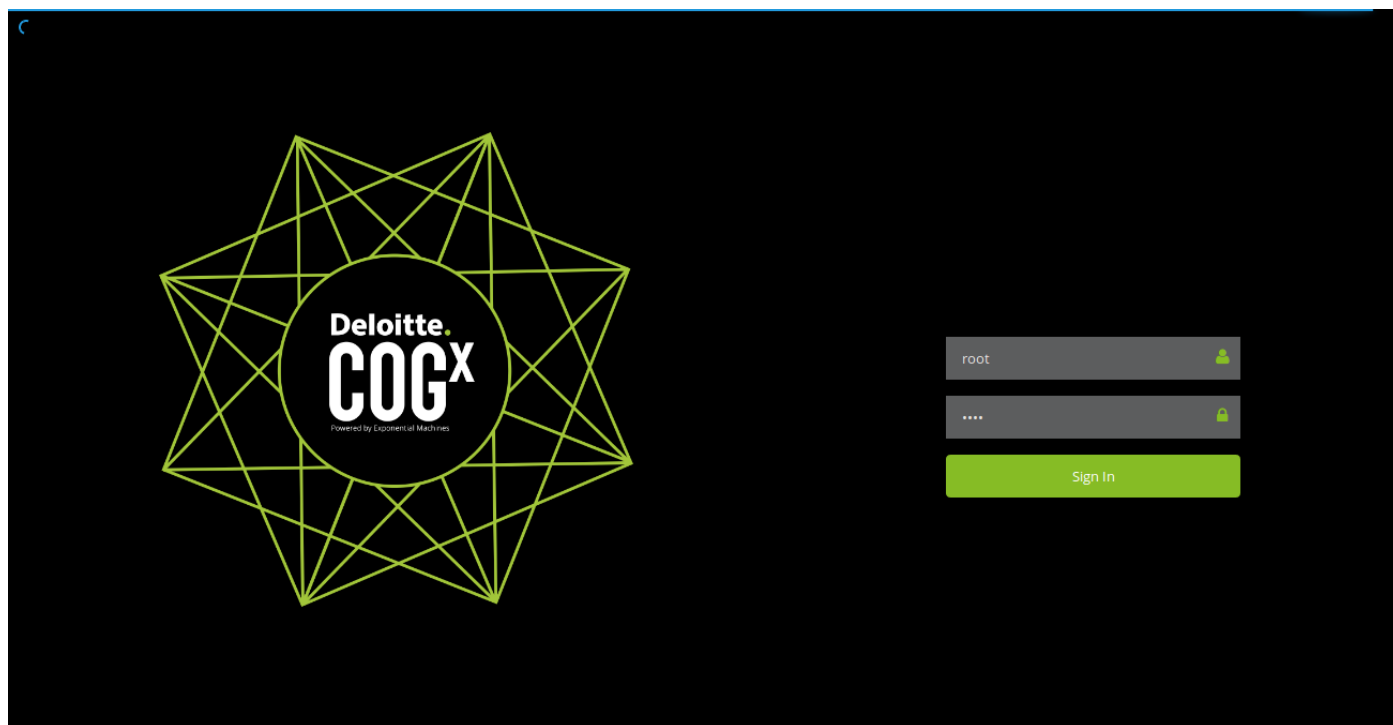 Deloitte.
COGX
Powered by Exponential Machines
root
••••
Sign In